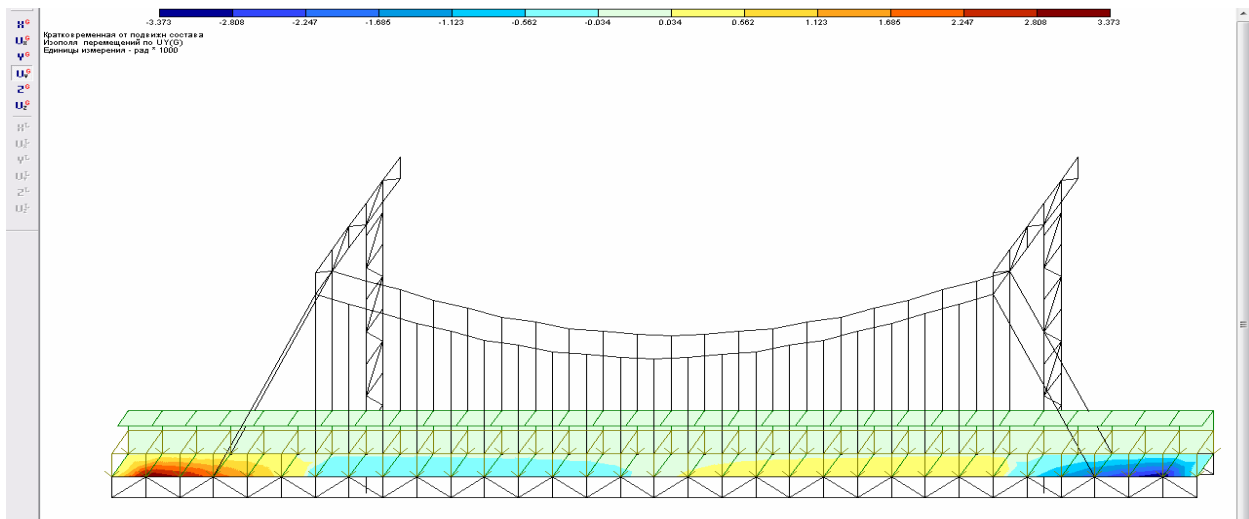 -3.373 -2.808 -2.247 -1.685 -1.123 -0.562 -0.034 0.034 0.562 1.123 1.685 2.247 2.808 3.373
Кратковременная от подвижн состава
Изополя перемещений по UY(G)
Единицы измерения - рад * 1000